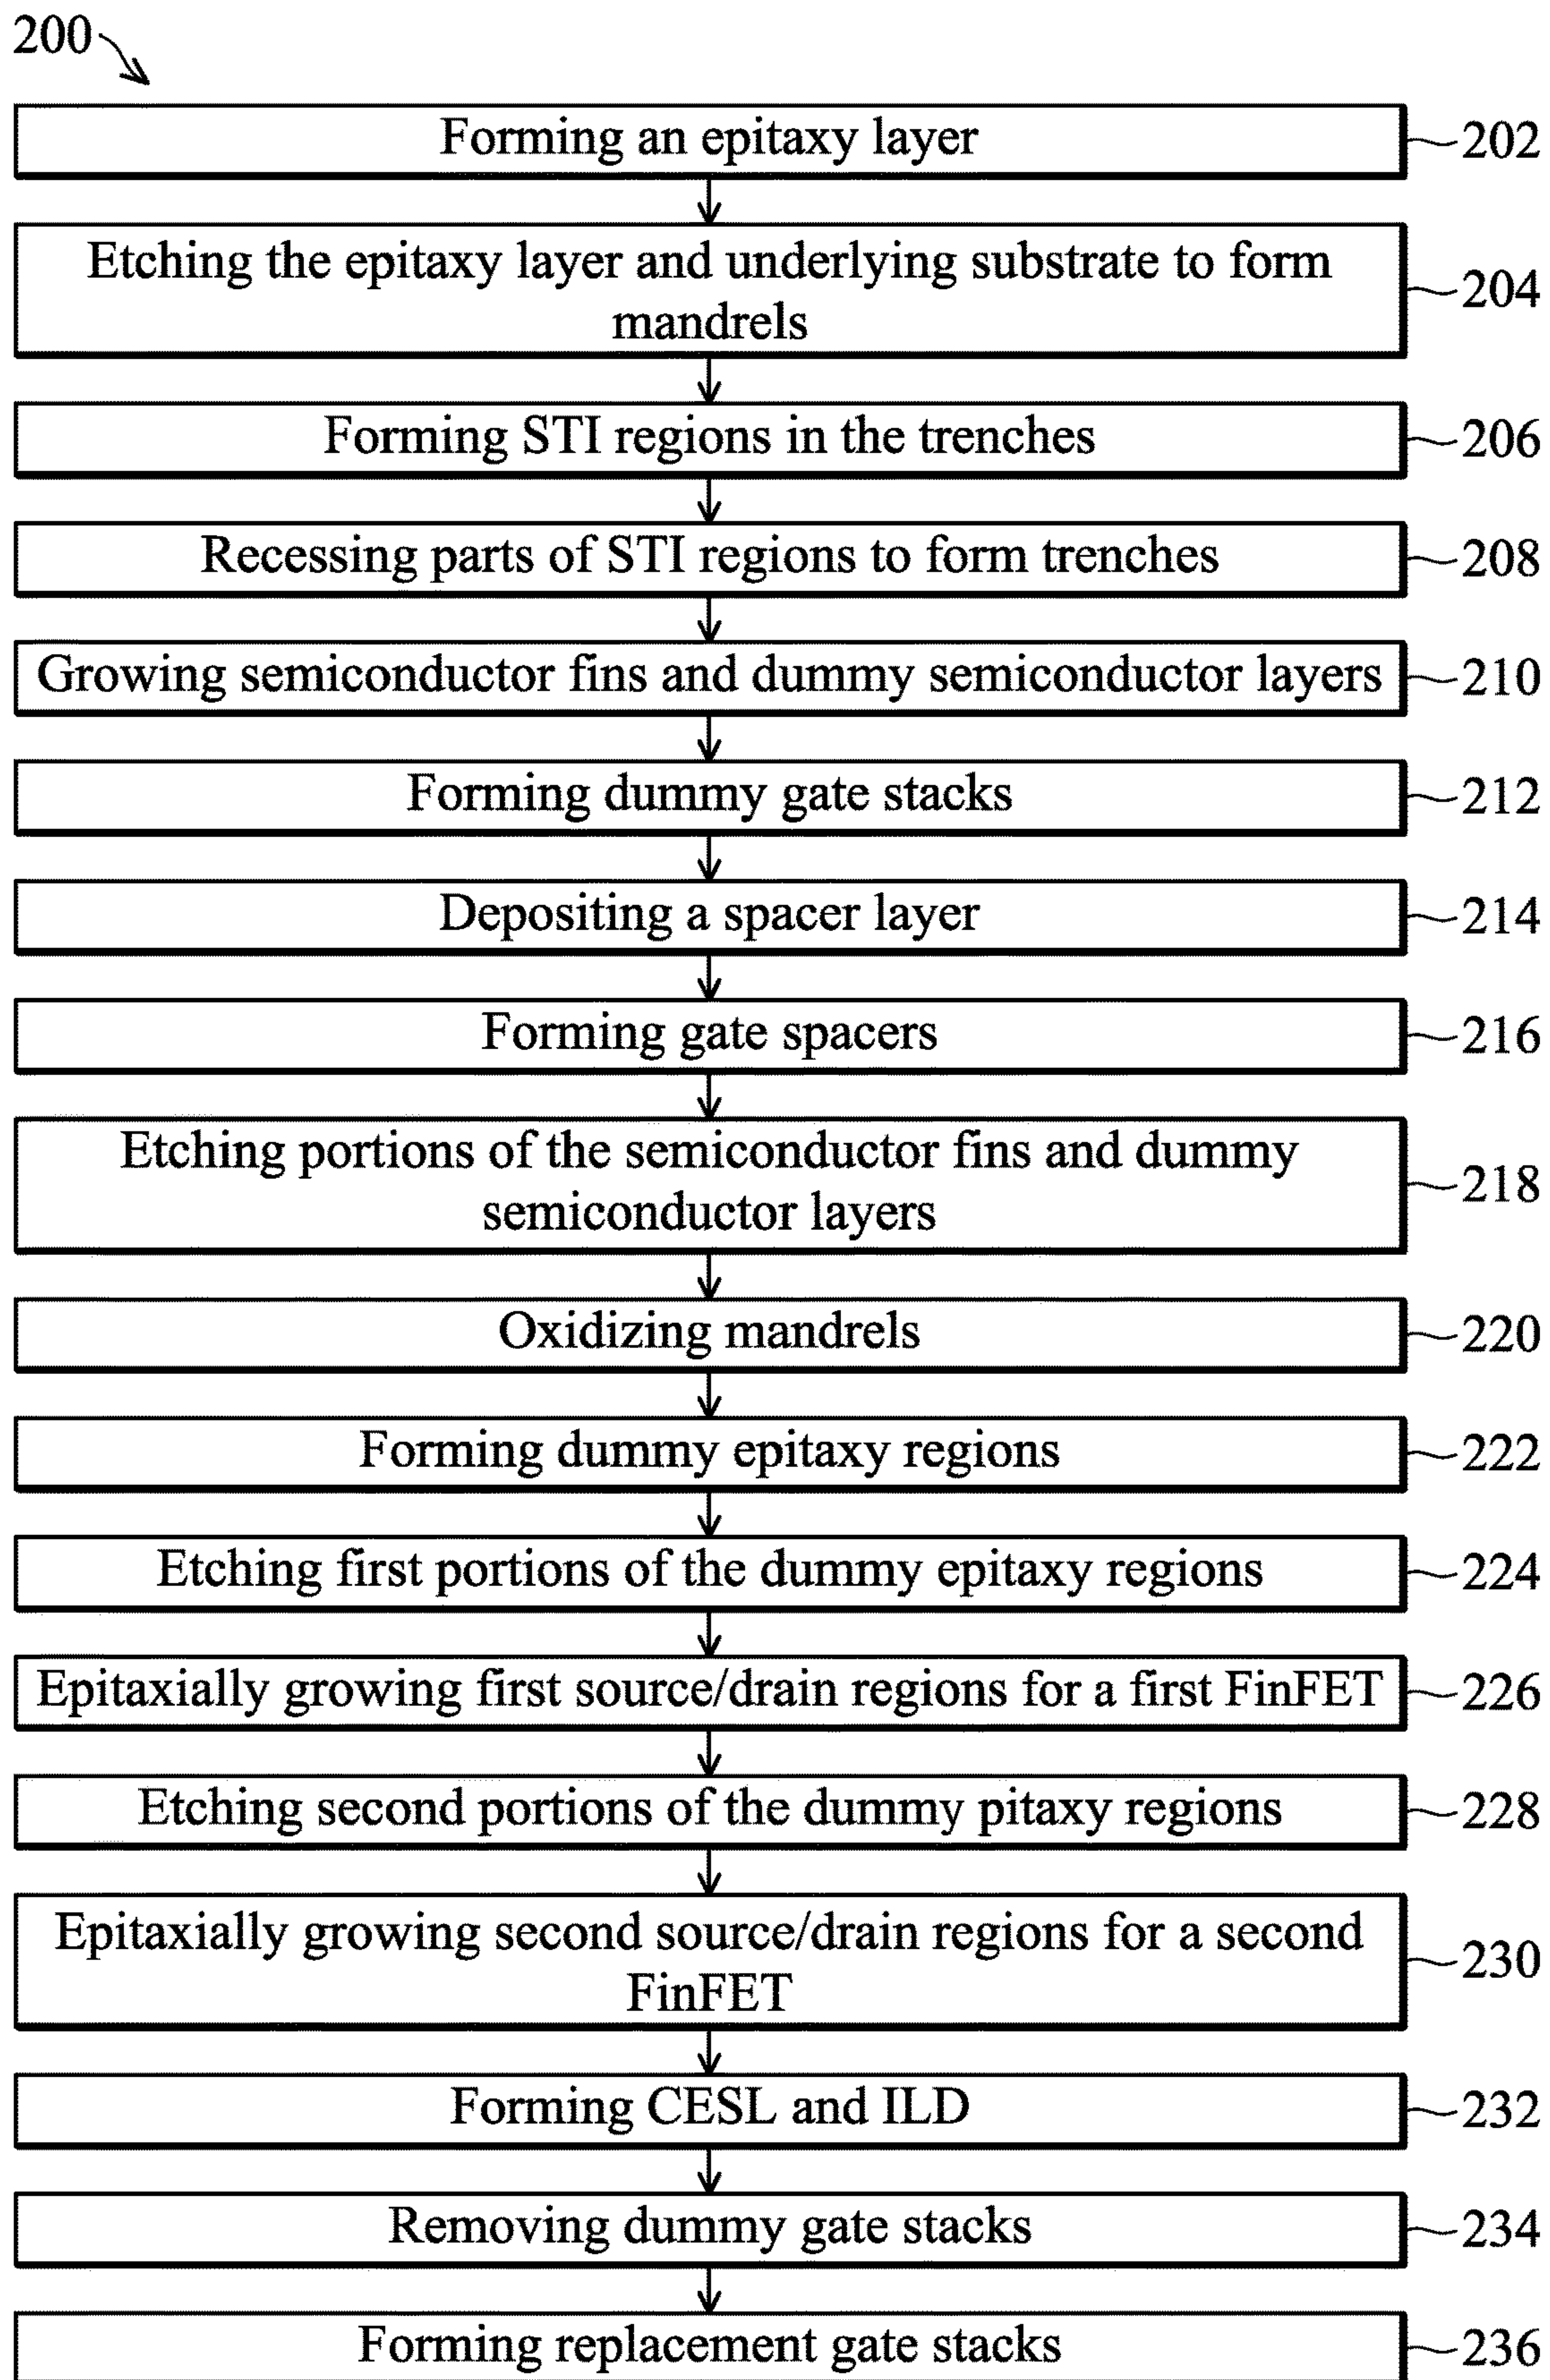 200
Forming an epitaxy layer 202
Etching the epitaxy layer and underlying substrate to form
mandrels 204
Forming STI regions in the trenches 206
Recessing parts of STI regions to form trenches 208
Growing semiconductor fins and dummy semiconductor layers 210
Forming dummy gate stacks 212
Depositing a spacer layer 214
Forming gate spacers 216
Etching portions of the semiconductor fins and dummy
semiconductor layers 218
Oxidizing mandrels 220
Forming dummy epitaxy regions 222
Etching first portions of the dummy epitaxy regions 224
Epitaxially growing first source/drain regions for a first FinFET 226
Etching second portions of the dummy pitaxy regions 228
Epitaxially growing second source/drain regions for a second
FinFET 230
Forming CESL and ILD 232
Removing dummy gate stacks 234
Forming replacement gate stacks 236